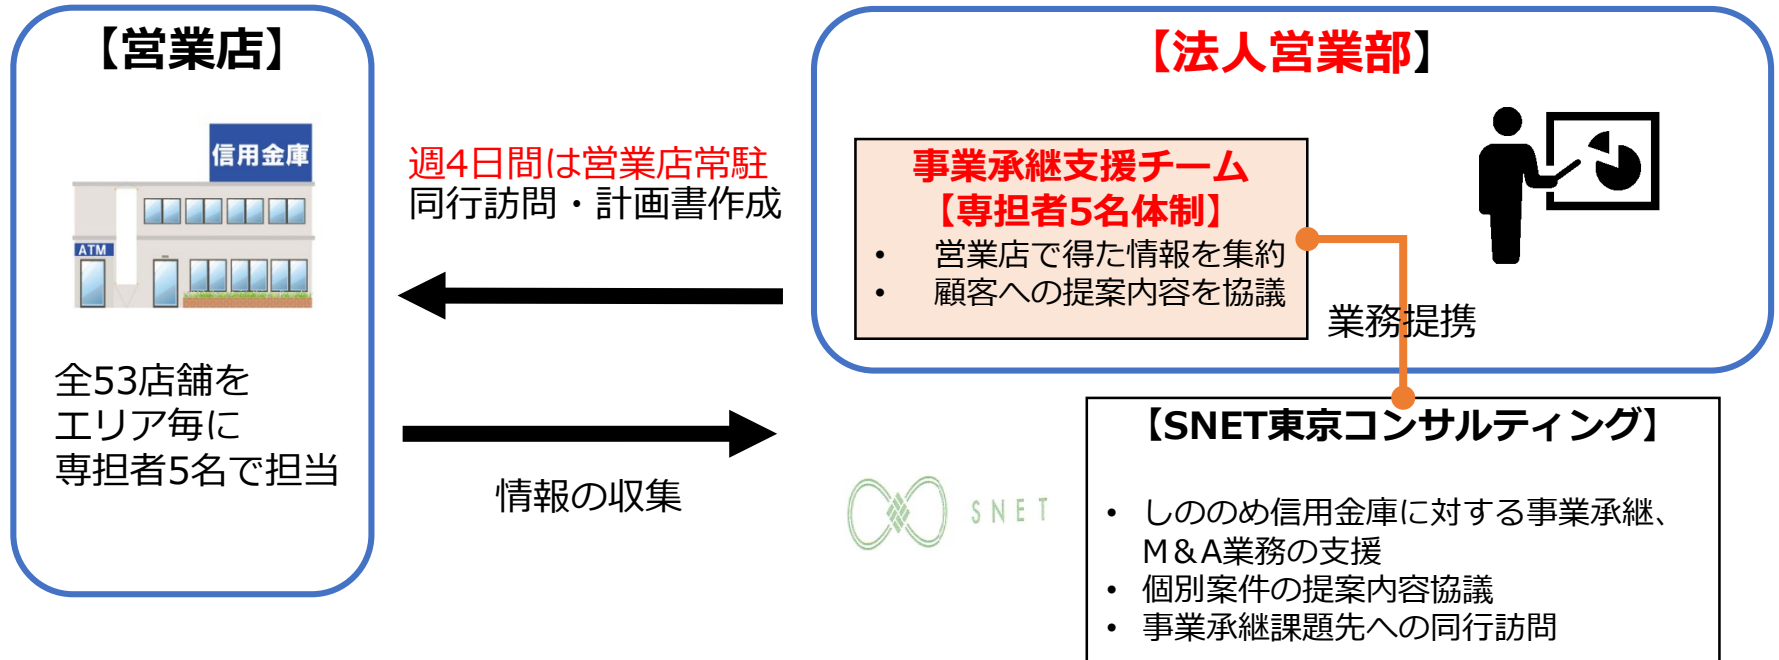 【営業店】
信用金庫
ATM
全53店舗を
エリア毎に
専担者5名で担当
週4日間は営業店常駐
同行訪問・計画書作成
情報の収集
【法人営業部】
事業承継支援チーム
【専担者5名体制】
• 営業店で得た情報を集約
• 顧客への提案内容を協議
業務提携
SNET
【SNET東京コンサルティング】
• しののめ信用金庫に対する事業承継、
M＆A業務の支援
• 個別案件の提案内容協議
• 事業承継課題先への同行訪問